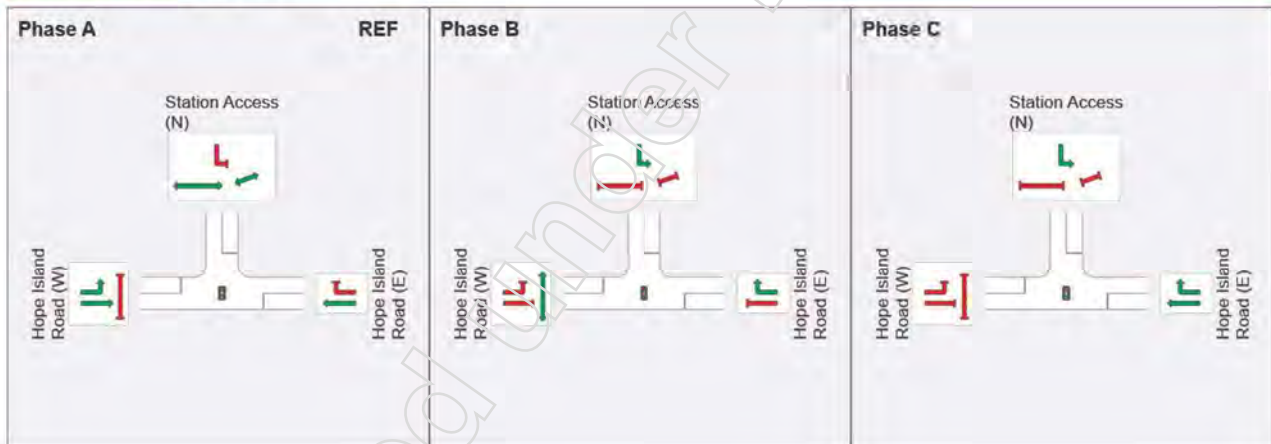 Phase A REF
Station Access
(N)
Hope Island
Road (W)
Hope Island
Road (E)
Phase B
Station Access
(N)
Hope Island
Road (W)
Hope Island
Road (E)
Phase C
Station Access
(N)
Hope Island
Road (W)
Hope Island
Road (E)
d under